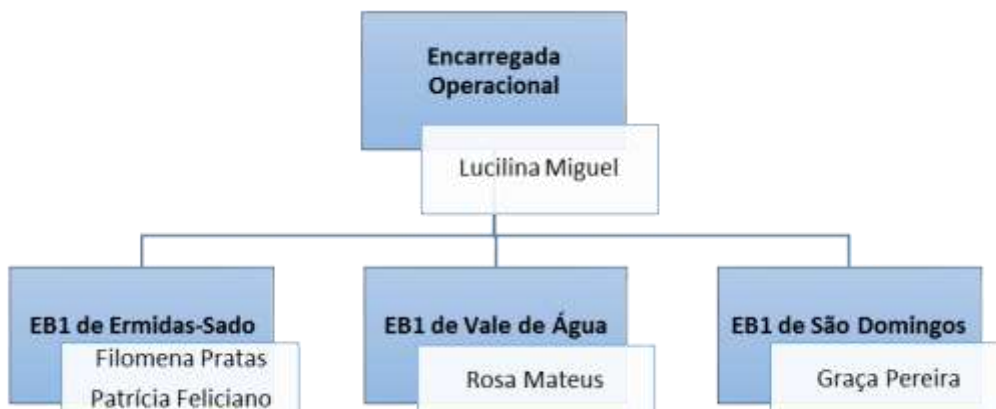 Encarregada
Operacional
Lucilina Miguel
EB1 de Ermidas-Sado
Filomena Pratas
Patrícia Feliciano
EB1 de Vale de Água
Rosa Mateus
EB1 de São Domingos
Graça Pereira